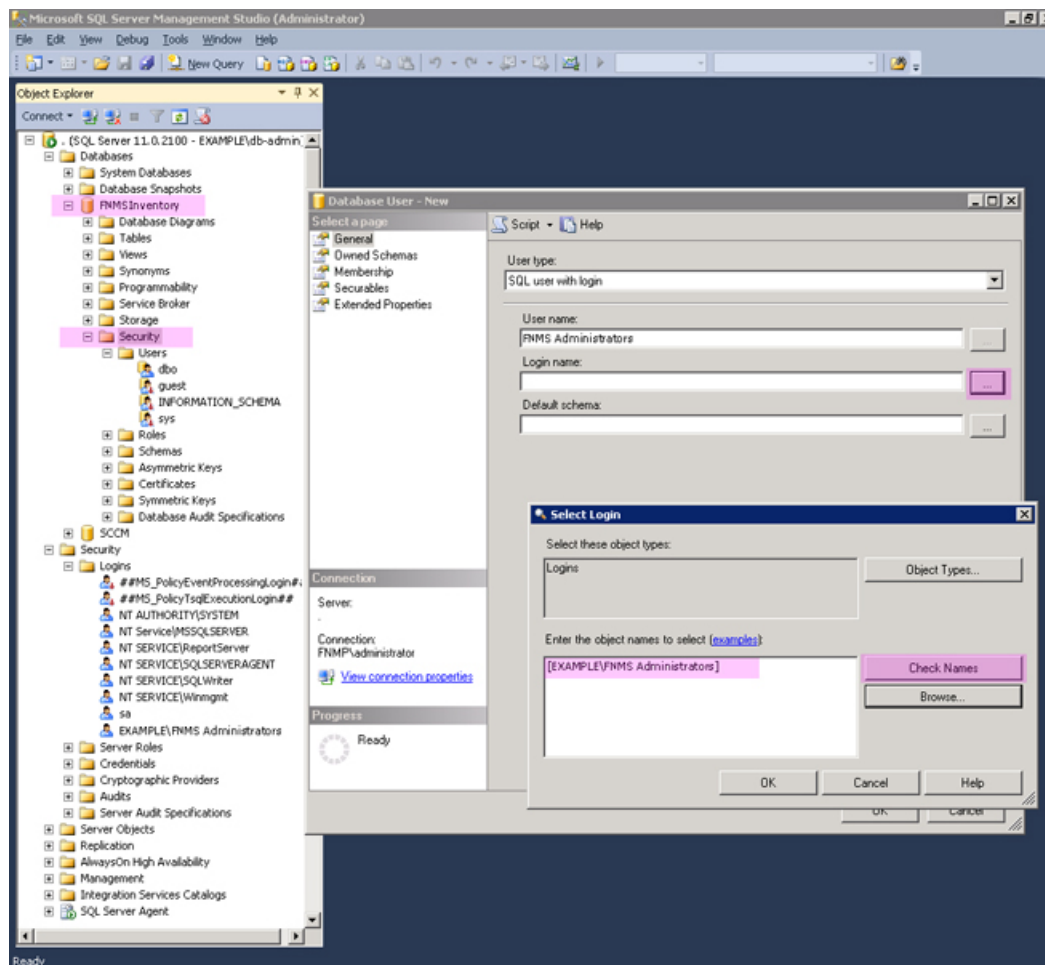 Microsoft SQL Server Management Studio (Administrator)
File Edit View Debug Tools Window Help
New Query
Object Explorer
Connect
. (SQL Server 11.0.2100 - EXAMPLE\db-admin
Databases
System Databases
Database Snapshots
FNMSInventory
Database Diagrams
Tables
Views
Synonyms
Programmability
Service Broker
Storage
Security
Users
dbo
guest
INFORMATION_SCHEMA
sys
Roles
Schemas
Asymmetric Keys
Certificates
Symmetric Keys
Database Audit Specifications
SCCM
Security
Logins
##MS_PolicyEventProcessingLogin#
##MS_PolicyTsqlExecutionLogin##
NT AUTHORITY\SYSTEM
NT Service\MSSQLSERVER
NT SERVICE\ReportServer
NT SERVICE\SQLSERVERAGENT
NT SERVICE\SQLWriter
NT SERVICE\Winmgmt
sa
EXAMPLE\FNMS Administrators
Server Roles
Credentials
Cryptographic Providers
Audits
Server Audit Specifications
Server Objects
Replication
AlwaysOn High Availability
Management
Integration Services Catalogs
SQL Server Agent
Ready
Database User - New
Select a page
General
Owned Schemas
Membership
Securables
Extended Properties
Script Help
User type:
SQL user with login
User name:
FNMS Administrators
...
Login name:
...
Default schema:
...
Connection
Server:
.
Connection:
FNMP\administrator
View connection properties
Progress
Ready
OK Cancel
Select Login
Select these object types:
Logins
Object Types...
Enter the object names to select (examples):
[EXAMPLE\FNMS Administrators]
Check Names
Browse...
OK Cancel Help